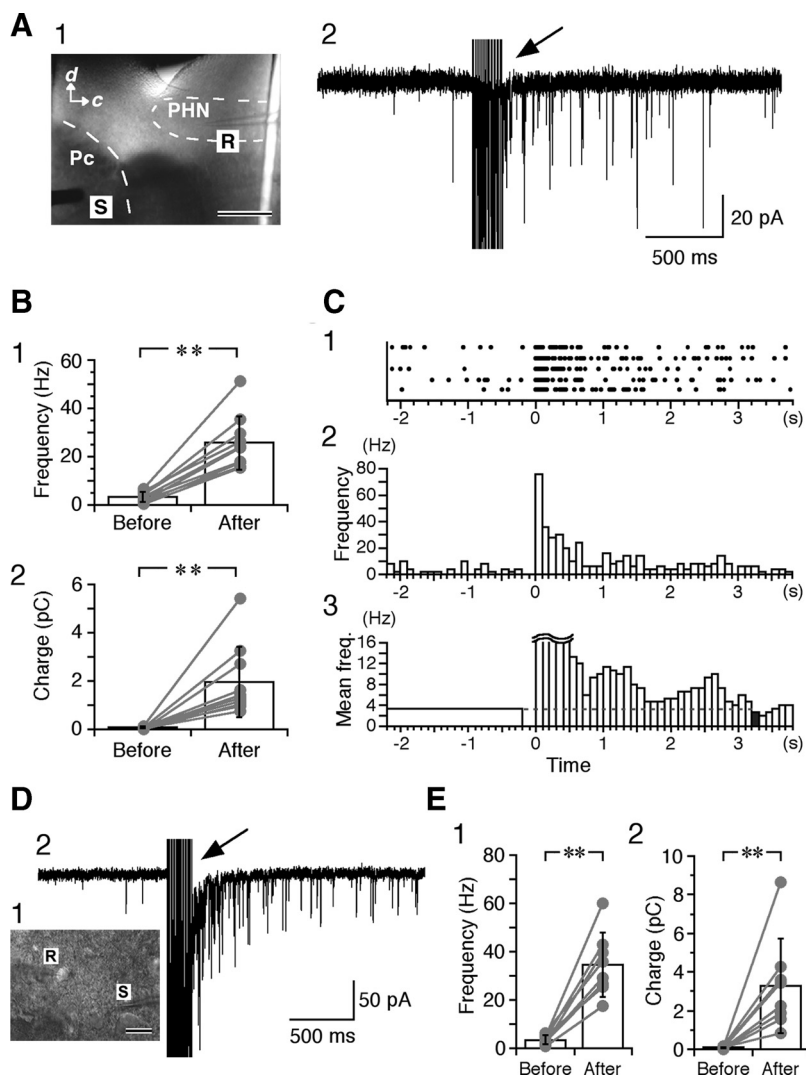 A
1
d
c
PHN
R
Pc
S
2
20 pA
500 ms
B
1
**
Frequency (Hz)
60
40
20
0
Before After
2
**
Charge (pC)
6
4
2
0
Before After
C
1
-2 -1 0 1 2 3 (s)
2
(Hz)
Frequency
80
60
40
20
0
-2 -1 0 1 2 3 (s)
3
(Hz)
Mean freq.
16
12
8
4
0
-2 -1 0 1 2 3 (s)
Time
D
2
1
R
S
50 pA
500 ms
E
1
**
Frequency (Hz)
80
60
40
20
0
Before After
2
**
Charge (pC)
10
8
6
4
2
0
Before After